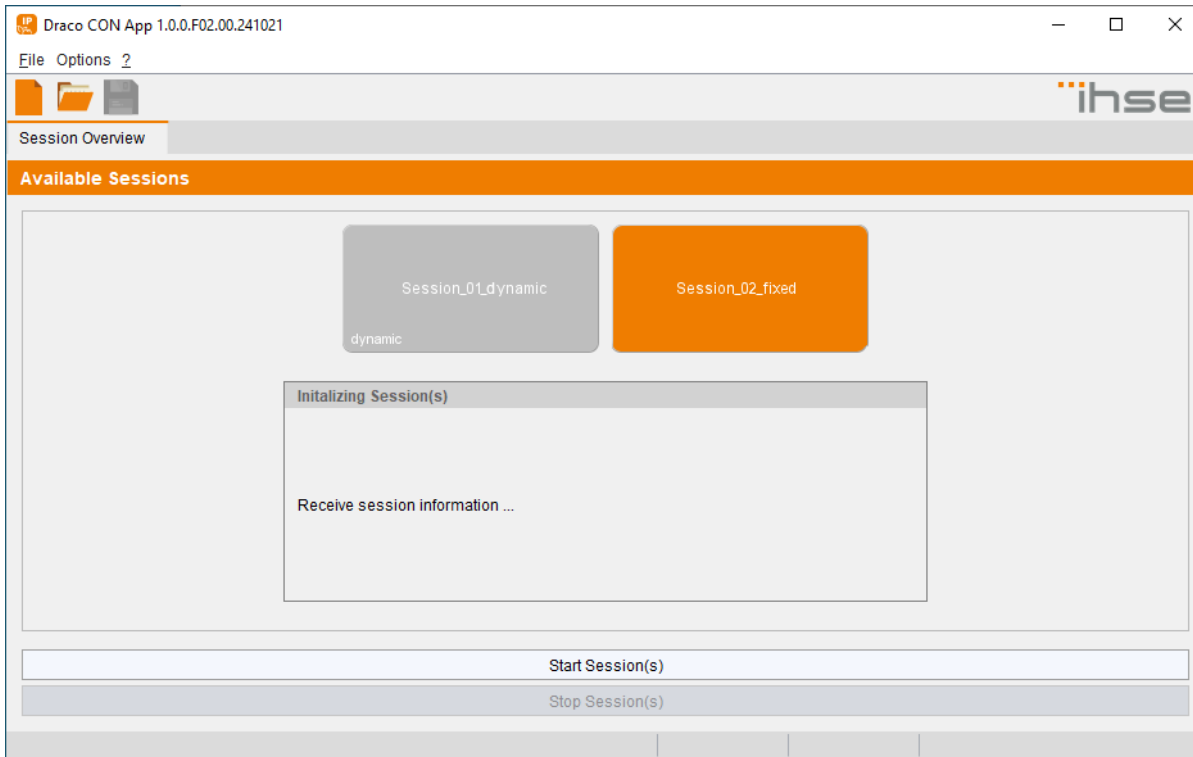 Draco CON App 1.0.0.F02.00.241021
File Options ?
ihse
Session Overview
Available Sessions
Session_01_dynamic
dynamic
Session_02_fixed
Initalizing Session(s)
Receive session information ...
Start Session(s)
Stop Session(s)